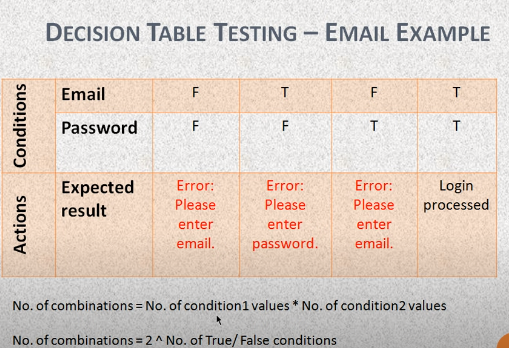 DECISION TABLE TESTING – EMAIL EXAMPLE
Conditions
Email F T F T
Password F F T T
Actions
Expected result
Error: Please enter email.
Error: Please enter password.
Error: Please enter email.
Login processed
No. of combinations = No. of condition1 values * No. of condition2 values
No. of combinations = 2 ^ No. of True/ False conditions